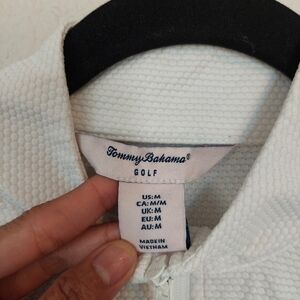 Tommy Bahama®
GOLF
US:M
CA:M/M
UK:M
EU:M
AU:M
MADE IN
VIETNAM